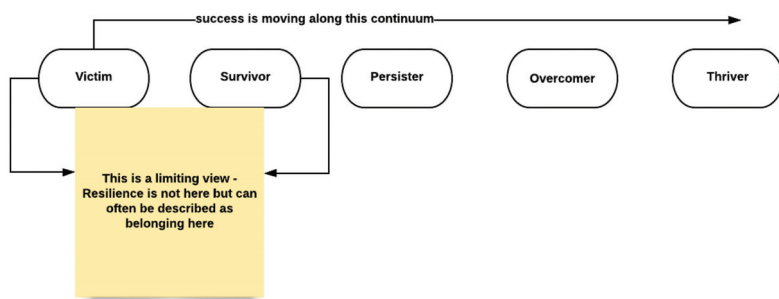 success is moving along this continuum
Victim
Survivor
Persister
Overcomer
Thriver
This is a limiting view -
Resilience is not here but can
often be described as
belonging here